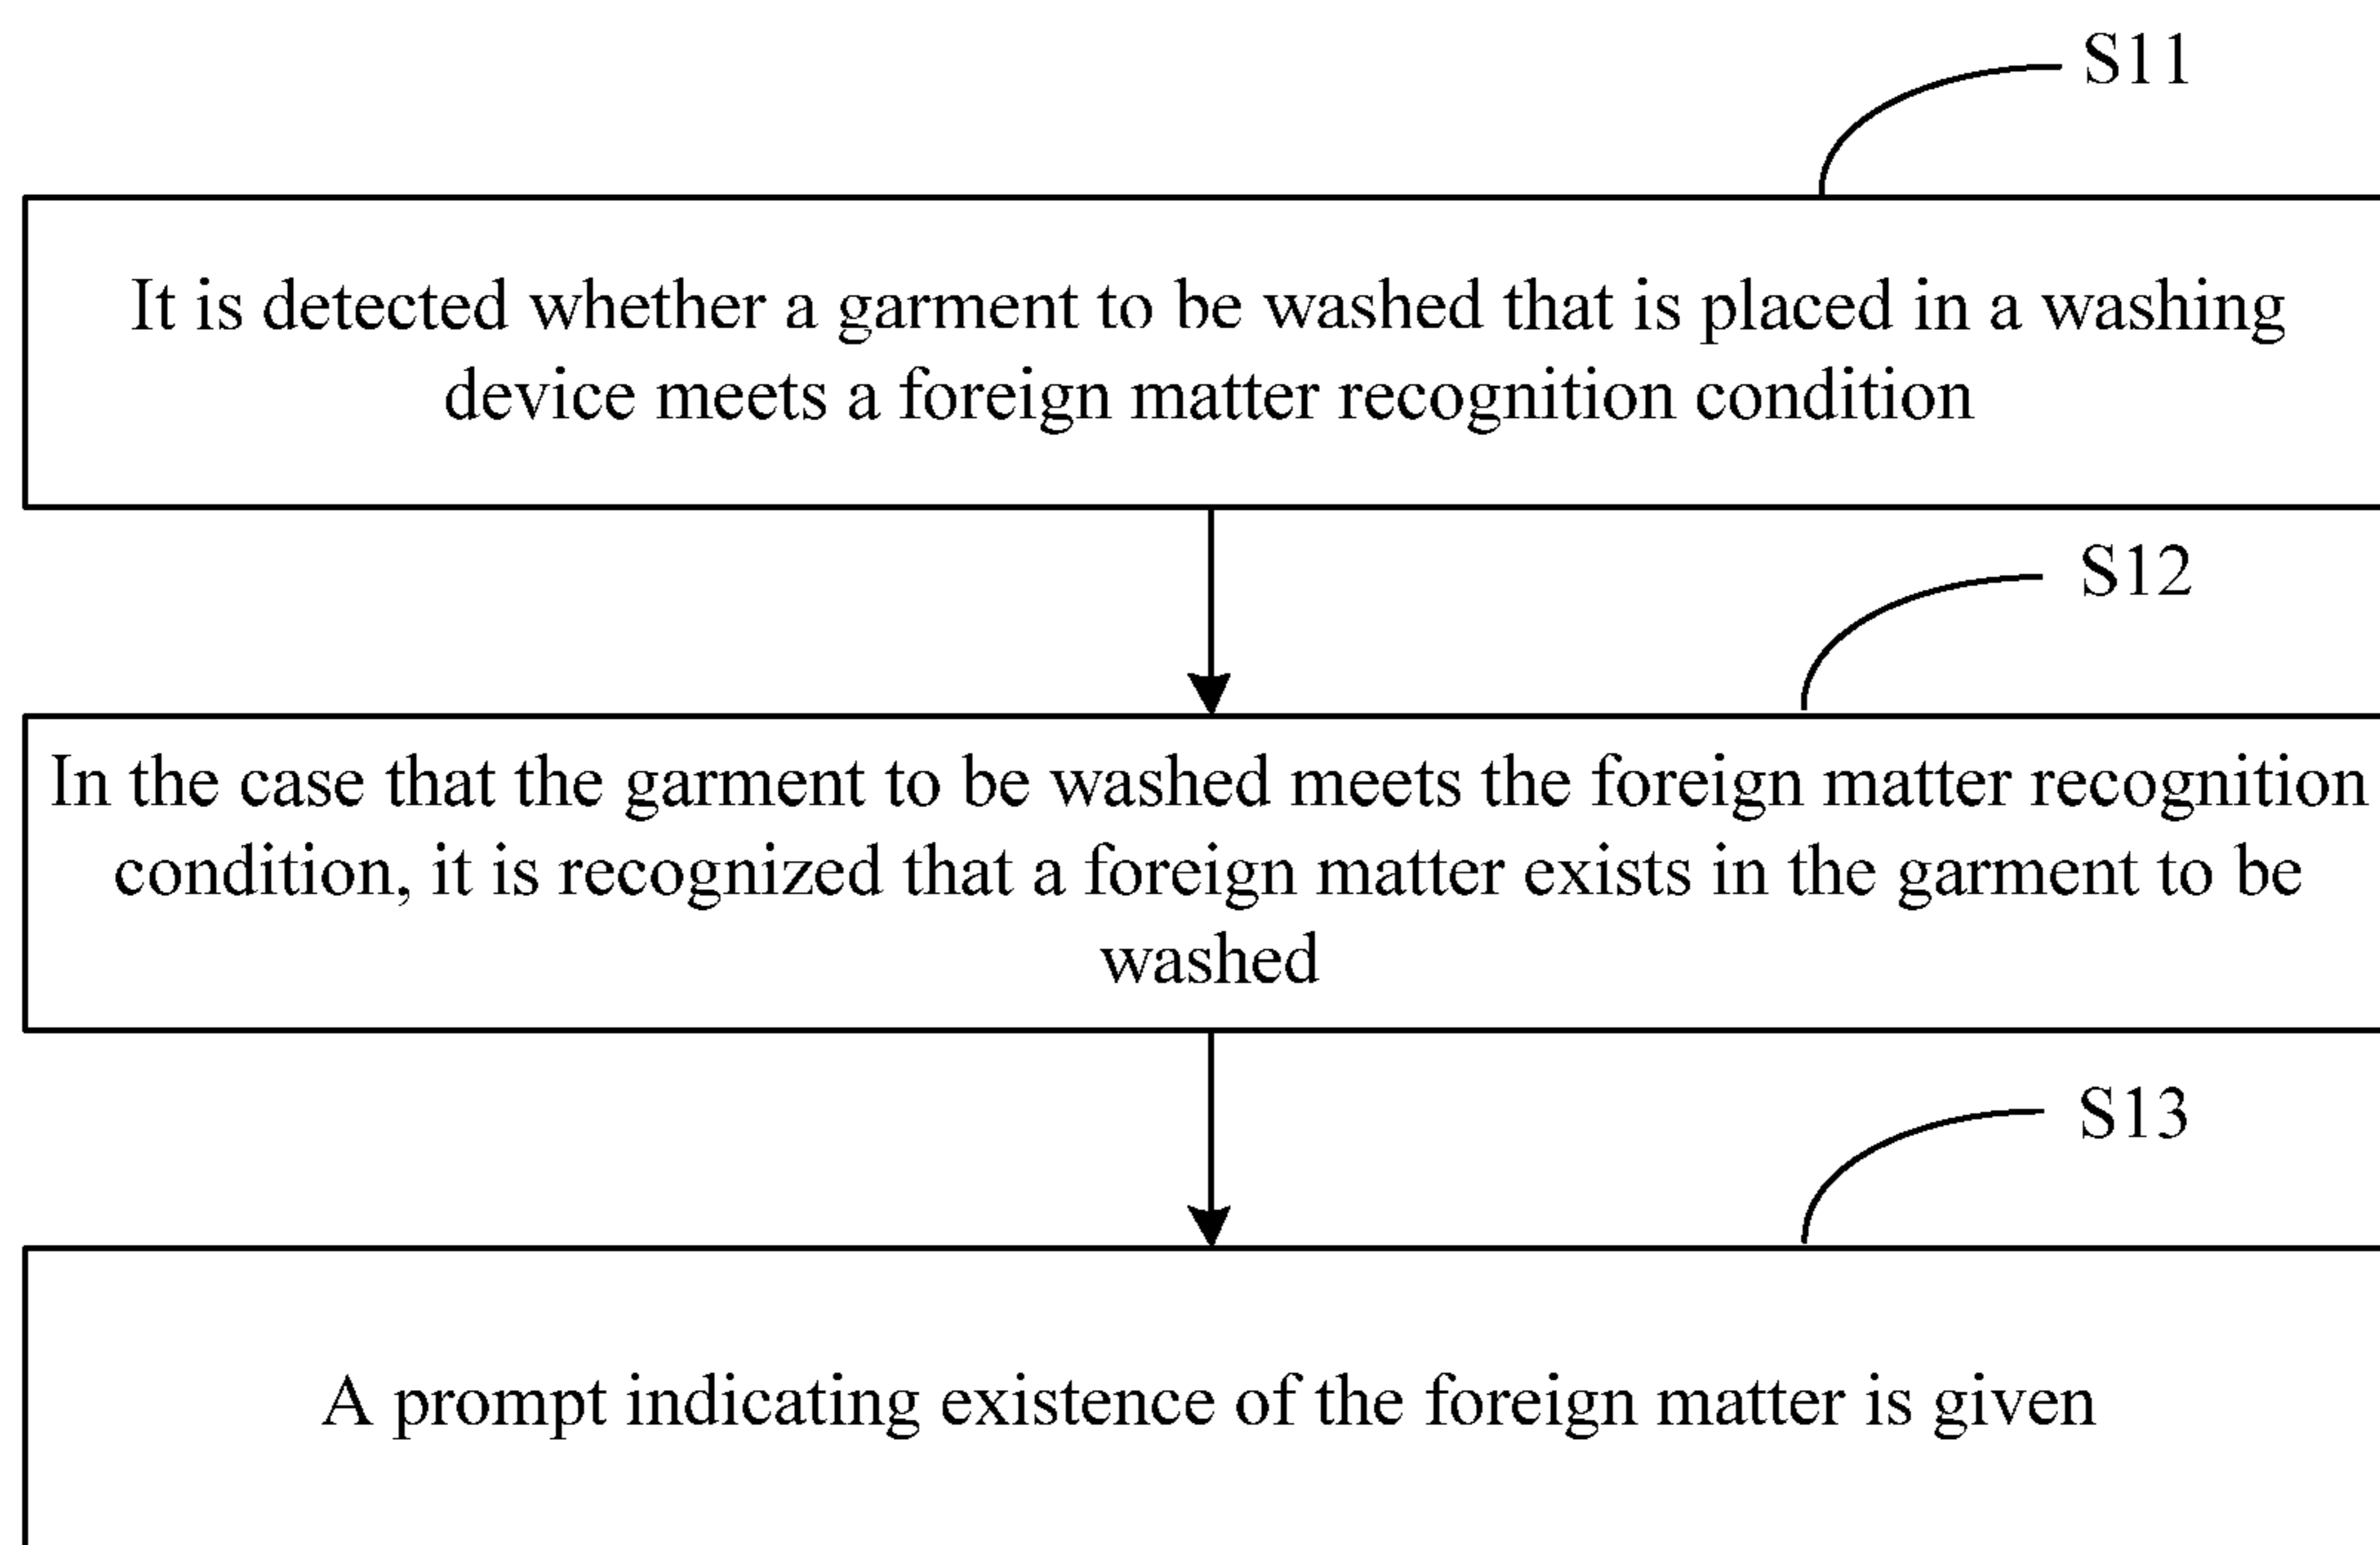 S11
It is detected whether a garment to be washed that is placed in a washing
device meets a foreign matter recognition condition
S12
In the case that the garment to be washed meets the foreign matter recognition
condition, it is recognized that a foreign matter exists in the garment to be
washed
S13
A prompt indicating existence of the foreign matter is given